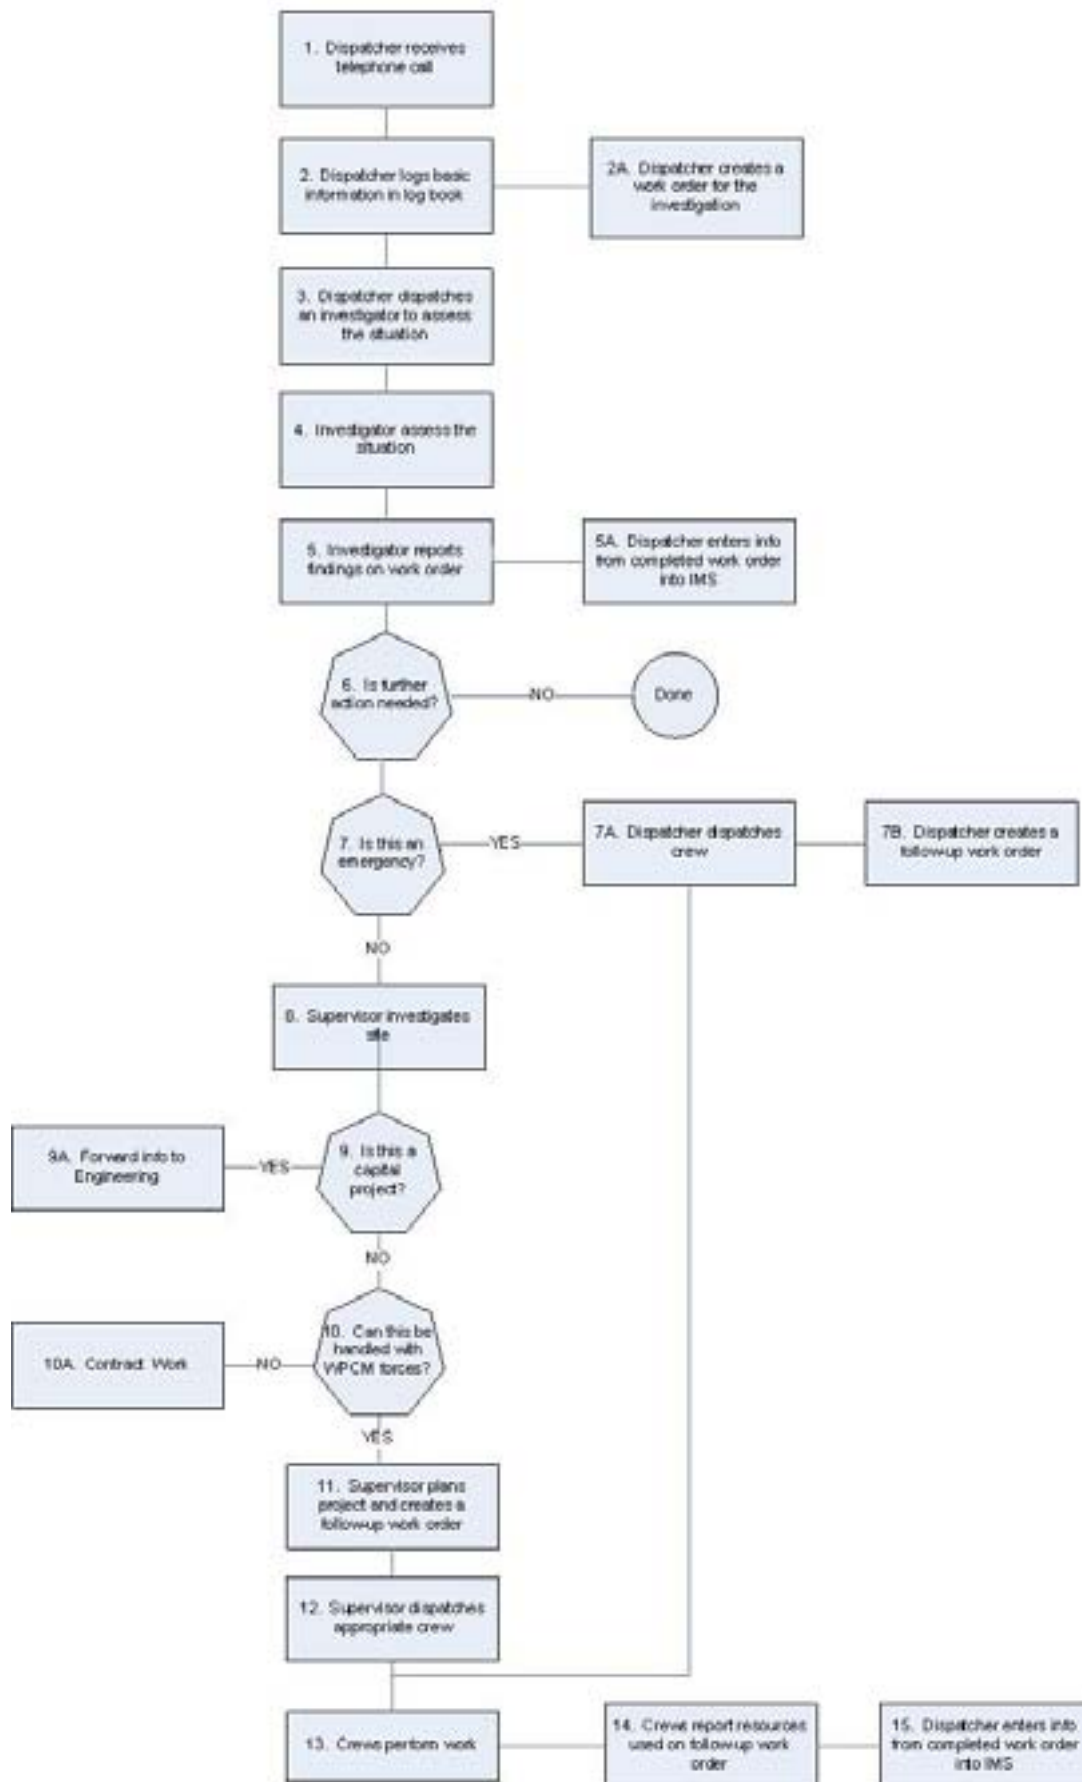 1. Dispatcher receives
telephone call
2. Dispatcher logs basic
information in log book
2A. Dispatcher creates a
work order for the
investigation
3. Dispatcher dispatches
an investigator to assess
the situation
4. Investigator assess the
situation
5. Investigator reports
findings on work order
5A. Dispatcher enters info
from completed work order
into IMS
6. Is further
action needed?
NO
Done
7. Is this an
emergency?
YES
7A. Dispatcher dispatches
crew
7B. Dispatcher creates a
follow-up work order
NO
8. Supervisor investigates
site
9. Is this a
capital
project?
YES
9A. Forward info to
Engineering
NO
10. Can this be
handled with
WPCM forces?
NO
10A. Contract Work
YES
11. Supervisor plans
project and creates a
follow-up work order
12. Supervisor dispatches
appropriate crew
13. Crews perform work
14. Crews report resources
used on follow-up work
order
15. Dispatcher enters info
from completed work order
into IMS